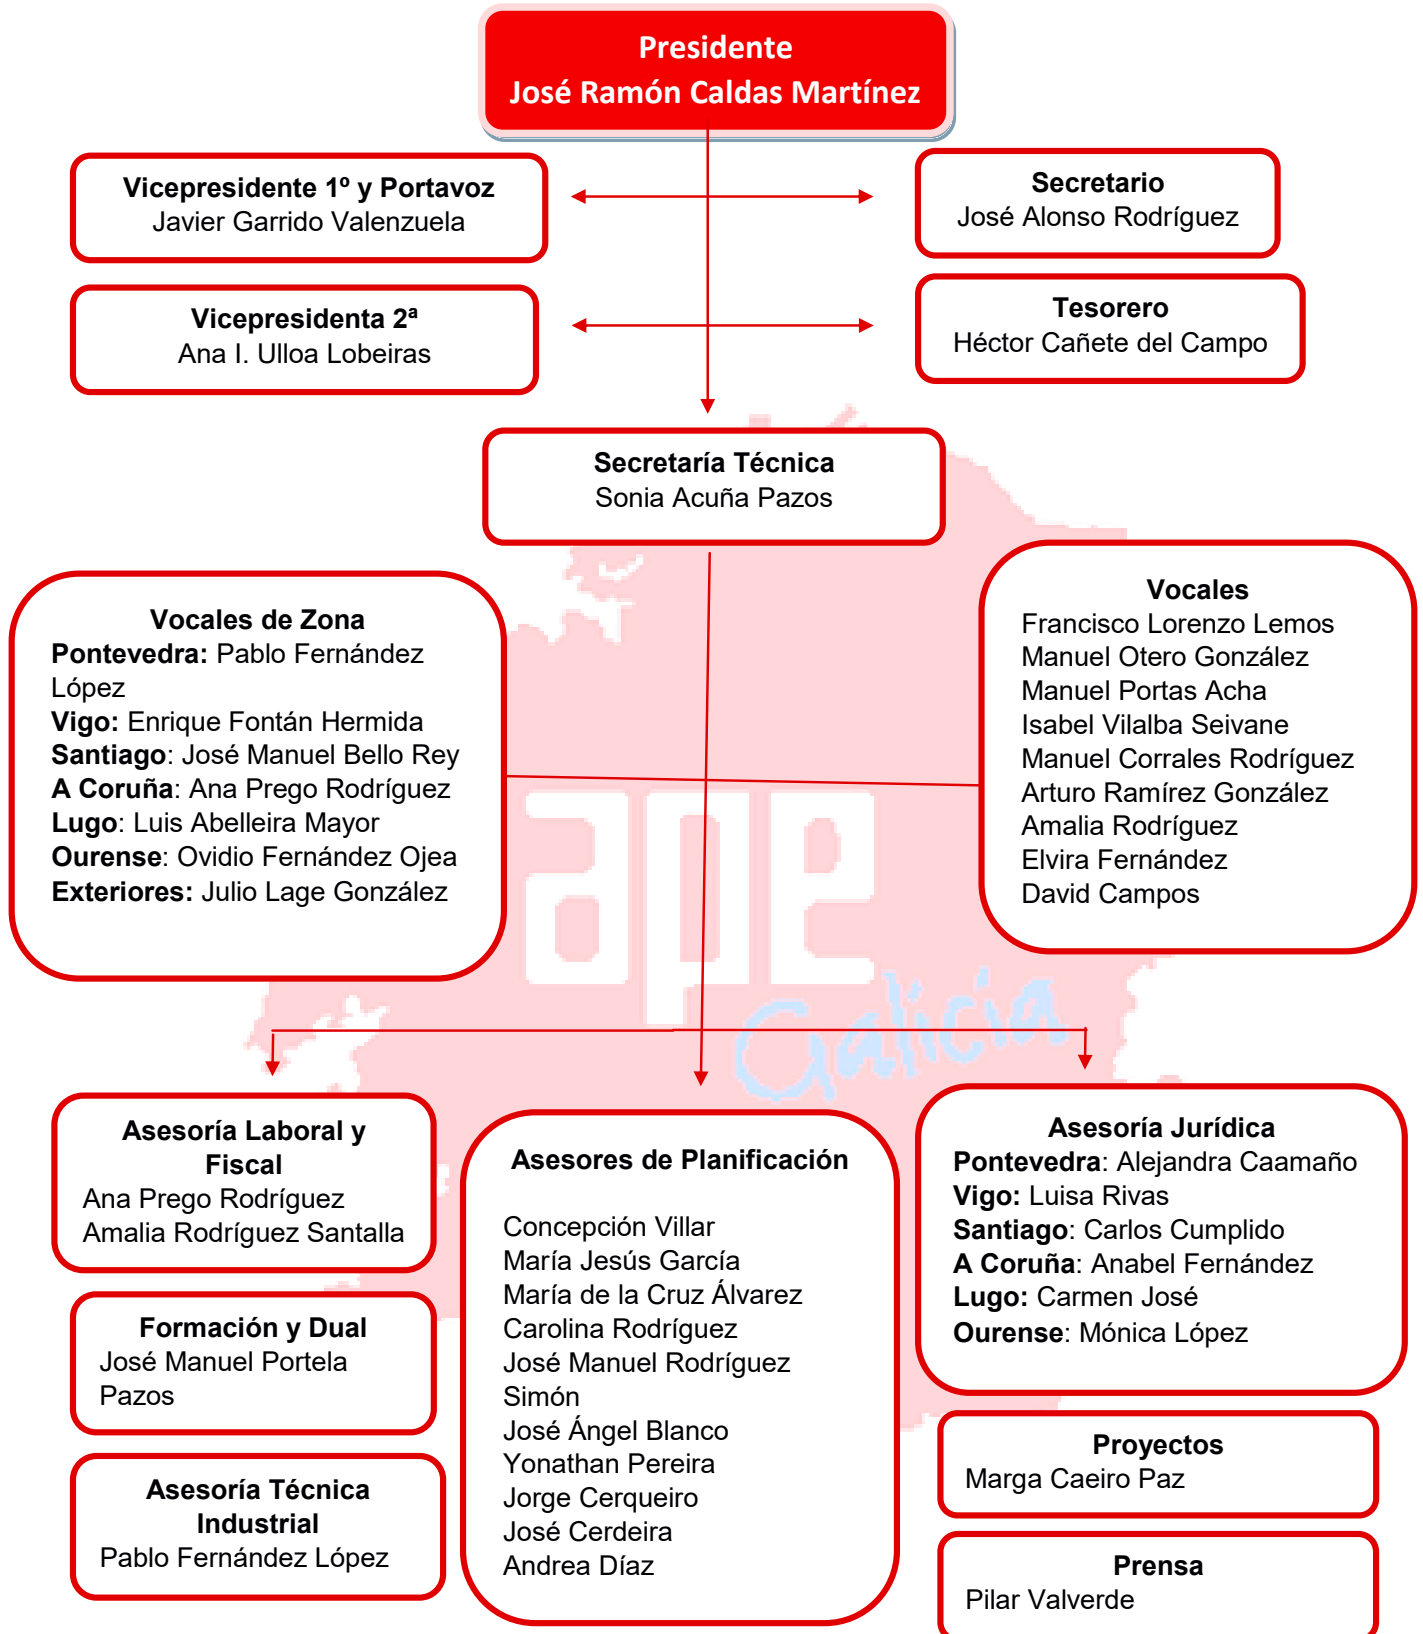 Presidente
José Ramón Caldas Martínez
Vicepresidente 1º y Portavoz
Javier Garrido Valenzuela
Secretario
José Alonso Rodríguez
Vicepresidenta 2ª
Ana I. Ulloa Lobeiras
Tesorero
Héctor Cañete del Campo
Secretaría Técnica
Sonia Acuña Pazos
Vocales de Zona
Pontevedra: Pablo Fernández
López
Vigo: Enrique Fontán Hermida
Santiago: José Manuel Bello Rey
A Coruña: Ana Prego Rodríguez
Lugo: Luis Abelleira Mayor
Ourense: Ovidio Fernández Ojea
Exteriores: Julio Lage González
Vocales
Francisco Lorenzo Lemos
Manuel Otero González
Manuel Portas Acha
Isabel Vilalba Seivane
Manuel Corrales Rodríguez
Arturo Ramírez González
Amalia Rodríguez
Elvira Fernández
David Campos
ape
Galicia
Asesoría Laboral y
Fiscal
Ana Prego Rodríguez
Amalia Rodríguez Santalla
Formación y Dual
José Manuel Portela
Pazos
Asesoría Técnica
Industrial
Pablo Fernández López
Asesores de Planificación
Concepción Villar
María Jesús García
María de la Cruz Álvarez
Carolina Rodríguez
José Manuel Rodríguez
Simón
José Ángel Blanco
Yonathan Pereira
Jorge Cerqueiro
José Cerdeira
Andrea Díaz
Asesoría Jurídica
Pontevedra: Alejandra Caamaño
Vigo: Luisa Rivas
Santiago: Carlos Cumplido
A Coruña: Anabel Fernández
Lugo: Carmen José
Ourense: Mónica López
Proyectos
Marga Caeiro Paz
Prensa
Pilar Valverde